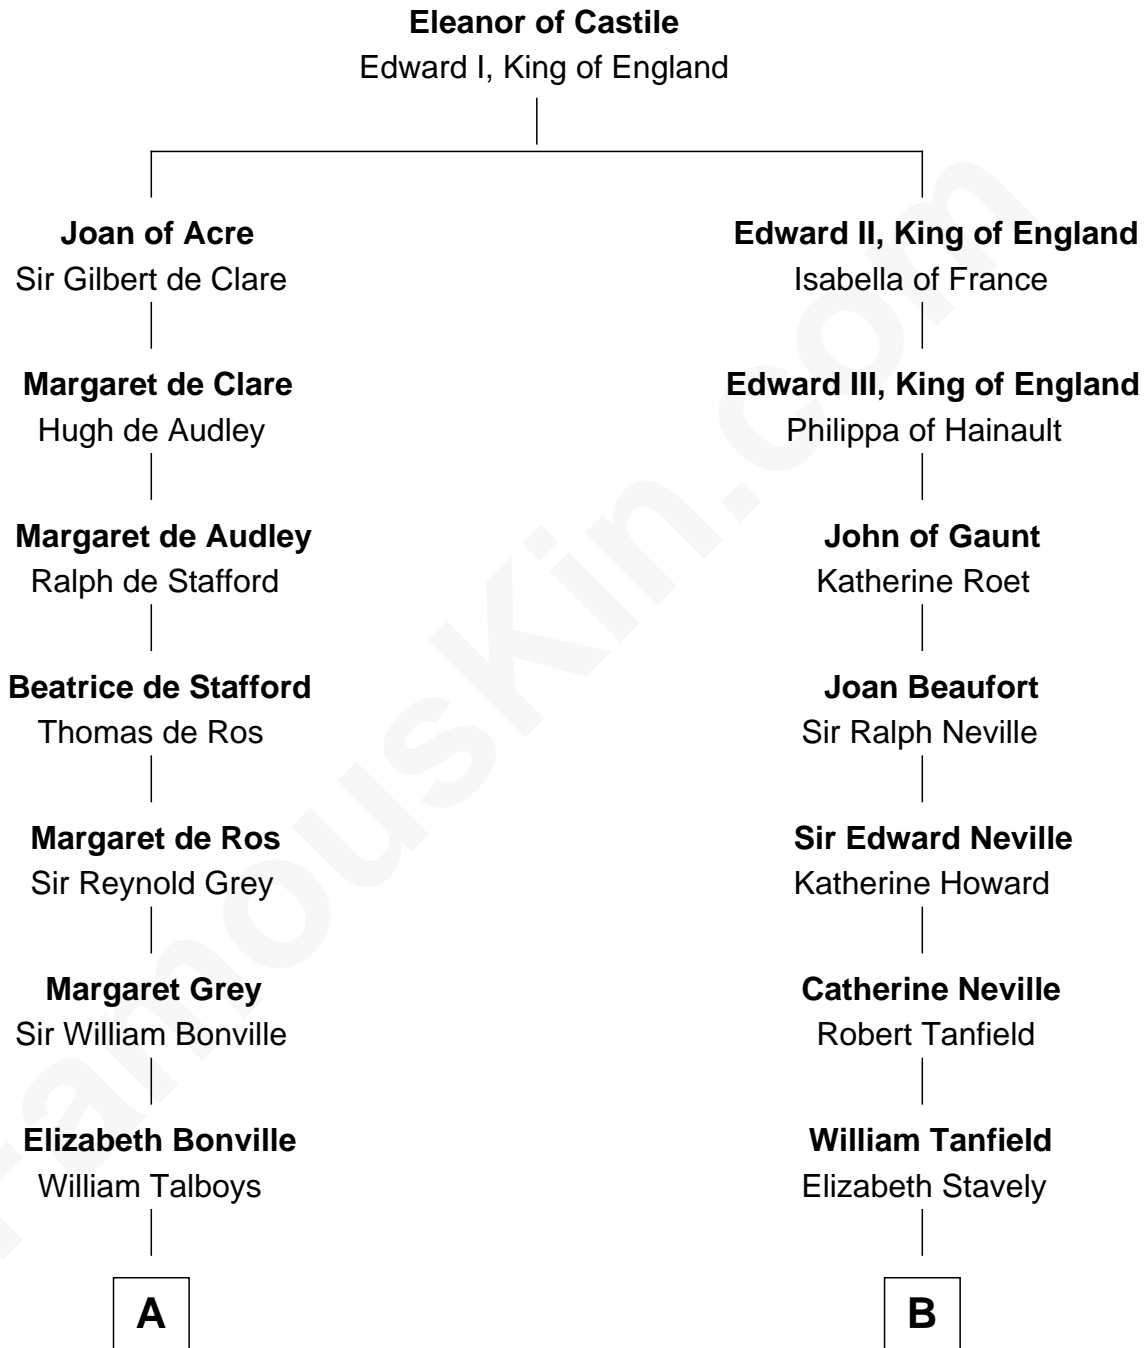 Eleanor of Castile
Edward I, King of England
Joan of Acre
Sir Gilbert de Clare
Edward II, King of England
Isabella of France
Margaret de Clare
Hugh de Audley
Edward III, King of England
Philippa of Hainault
Margaret de Audley
Ralph de Stafford
John of Gaunt
Katherine Roet
Beatrice de Stafford
Thomas de Ros
Joan Beaufort
Sir Ralph Neville
Margaret de Ros
Sir Reynold Grey
Sir Edward Neville
Katherine Howard
Margaret Grey
Sir William Bonville
Catherine Neville
Robert Tanfield
Elizabeth Bonville
William Talboys
William Tanfield
Elizabeth Stavely
A
B
FamousKin.com